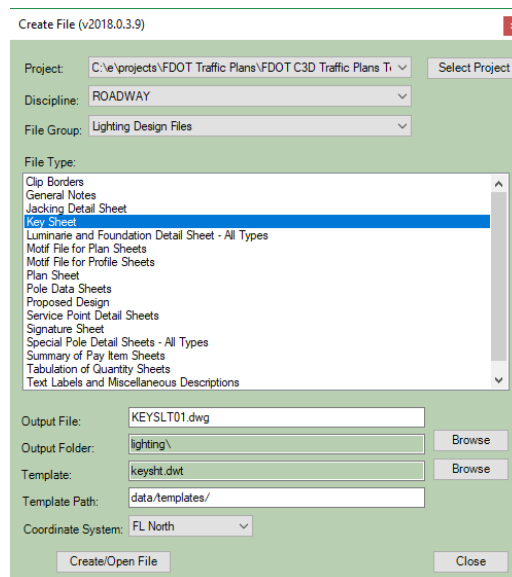 Create File (v2018.0.3.9)
Project: C:\e\projects\FDOT Traffic Plans\FDOT C3D Traffic Plans Select Project
Discipline: ROADWAY
File Group: Lighting Design Files
File Type:
Clip Borders
General Notes
Jacking Detail Sheet
Key Sheet
Luminarie and Foundation Detail Sheet - All Types
Motif File for Plan Sheets
Motif File for Profile Sheets
Plan Sheet
Pole Data Sheets
Proposed Design
Service Point Detail Sheets
Signature Sheet
Special Pole Detail Sheets - All Types
Summary of Pay Item Sheets
Tabulation of Quantity Sheets
Text Labels and Miscellaneous Descriptions
Output File: KEYSLT01.dwg
Output Folder: lighting\ Browse
Template: keysht.dwt Browse
Template Path: data/templates/
Coordinate System: FL North
Create/Open File Close